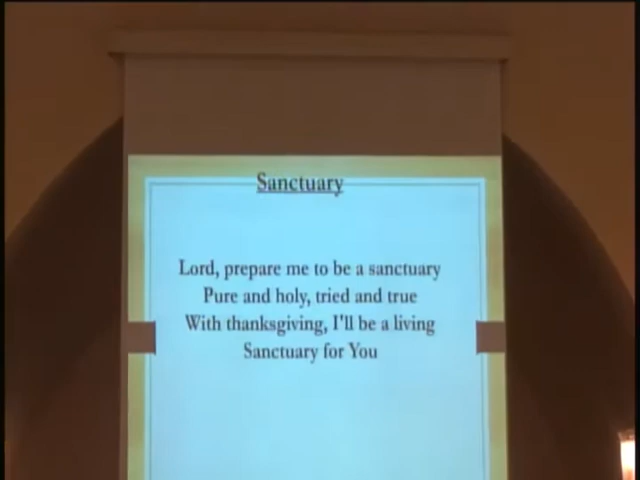 Sanctuary
Lord, prepare me to be a sanctuary
Pure and holy, tried and true
With thanksgiving, I'll be a living
Sanctuary for You